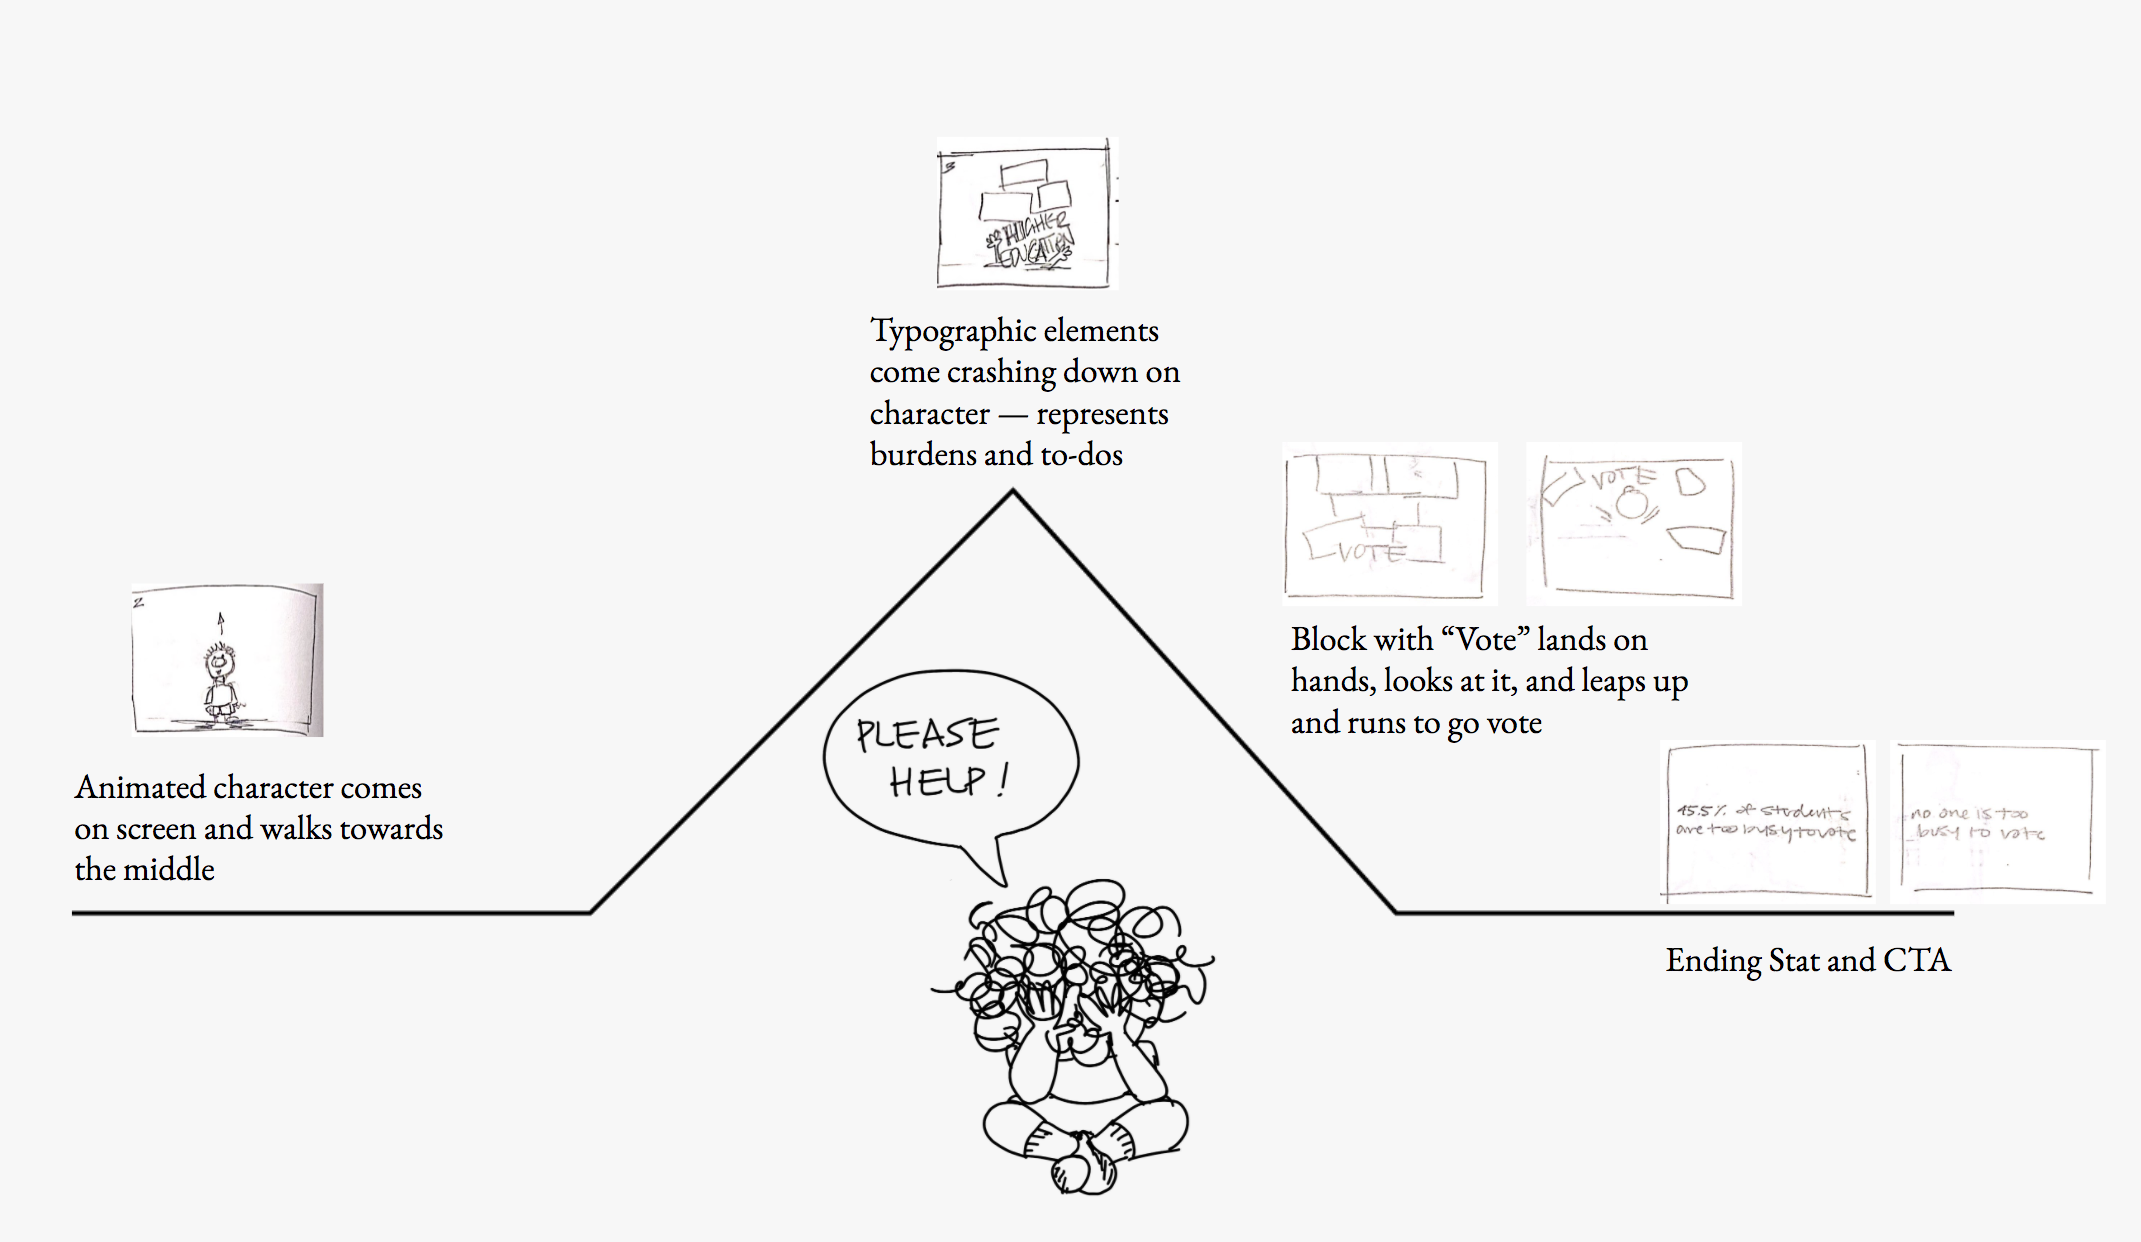 3
HIGHER
EDUCATION
Typographic elements
come crashing down on
character — represents
burdens and to-dos
VOTE
VOTE
Block with “Vote” lands on
hands, looks at it, and leaps up
and runs to go vote
2
Animated character comes
on screen and walks towards
the middle
PLEASE
HELP!
45.5% of students
are too busy to vote
no one is too
busy to vote
Ending Stat and CTA